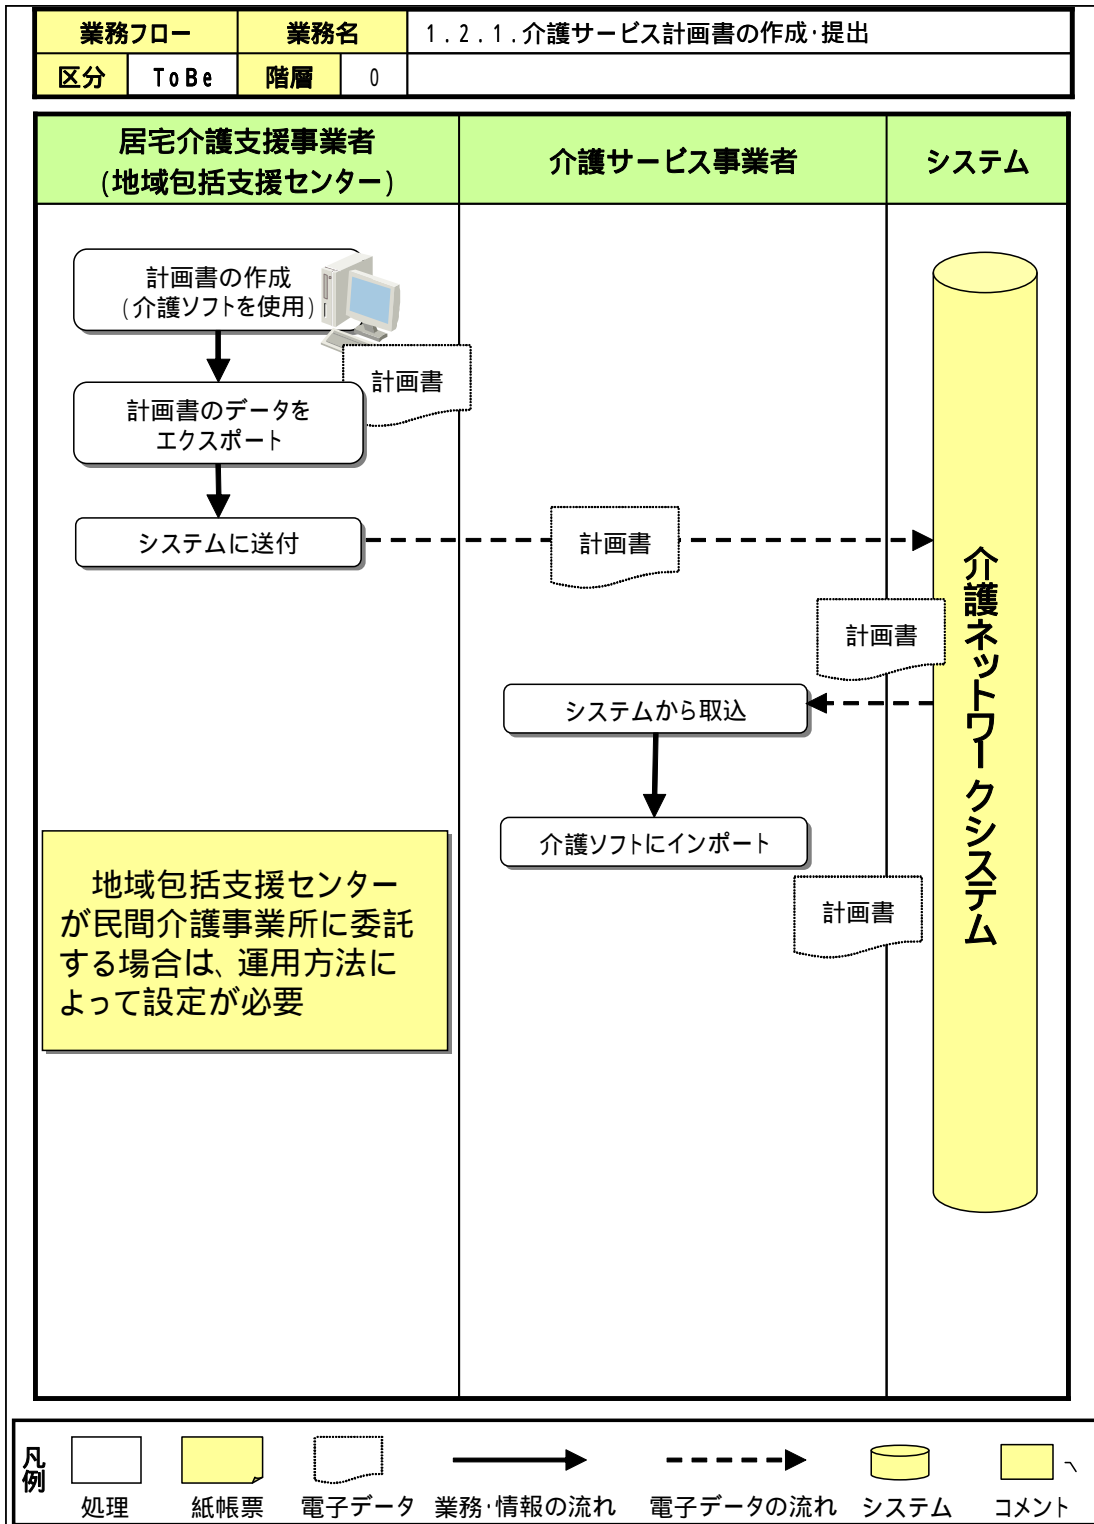 業務フロー 業務名 1.2.1.介護サービス計画書の作成・提出
区分 ToBe 階層 0
居宅介護支援事業者
(地域包括支援センター)
介護サービス事業者
システム
計画書の作成
(介護ソフトを使用)
計画書
計画書のデータを
エクスポート
システムに送付
計画書
計画書
システムから取込
介護ソフトにインポート
計画書
介護ネットワークシステム
地域包括支援センター
が民間介護事業所に委託
する場合は、運用方法に
よって設定が必要
凡例
処理 紙帳票 電子データ 業務・情報の流れ 電子データの流れ システム コメント